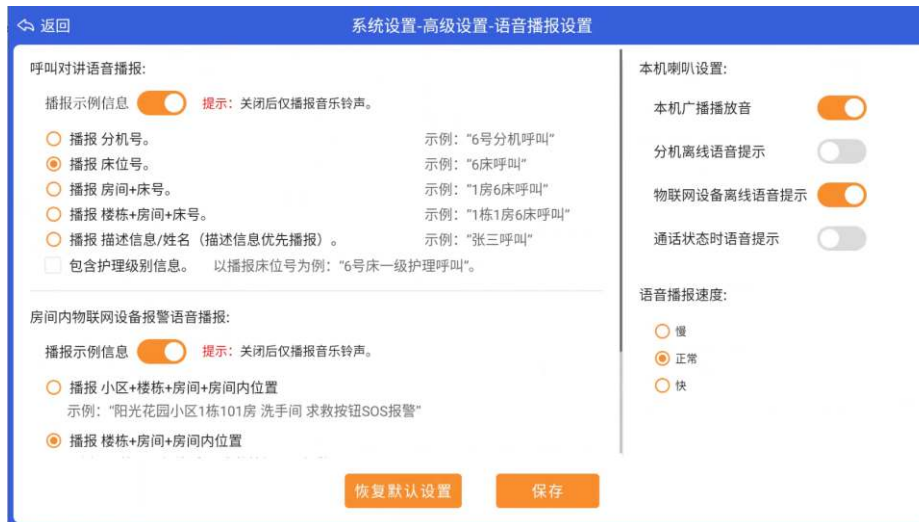 返回
系统设置-高级设置-语音播报设置
呼叫对讲语音播报:
播报示例信息
提示：关闭后仅播报音乐铃声。
播报 分机号。
示例：“6号分机呼叫”
播报 床位号。
示例：“6床呼叫”
播报 房间+床号。
示例：“1房6床呼叫”
播报 楼栋+房间+床号。
示例：“1栋1房6床呼叫”
播报 描述信息/姓名（描述信息优先播报）。
示例：“张三呼叫”
包含护理级别信息。
以播报床位号为例：“6号床一级护理呼叫”。
房间内物联网设备报警语音播报:
播报示例信息
提示：关闭后仅播报音乐铃声。
播报 小区+楼栋+房间+房间内位置
示例：“阳光花园小区1栋101房 洗手间 求救按钮SOS报警”
播报 楼栋+房间+房间内位置
本机喇叭设置:
本机广播播放音
分机离线语音提示
物联网设备离线语音提示
通话状态时语音提示
语音播报速度:
慢
正常
快
恢复默认设置
保存